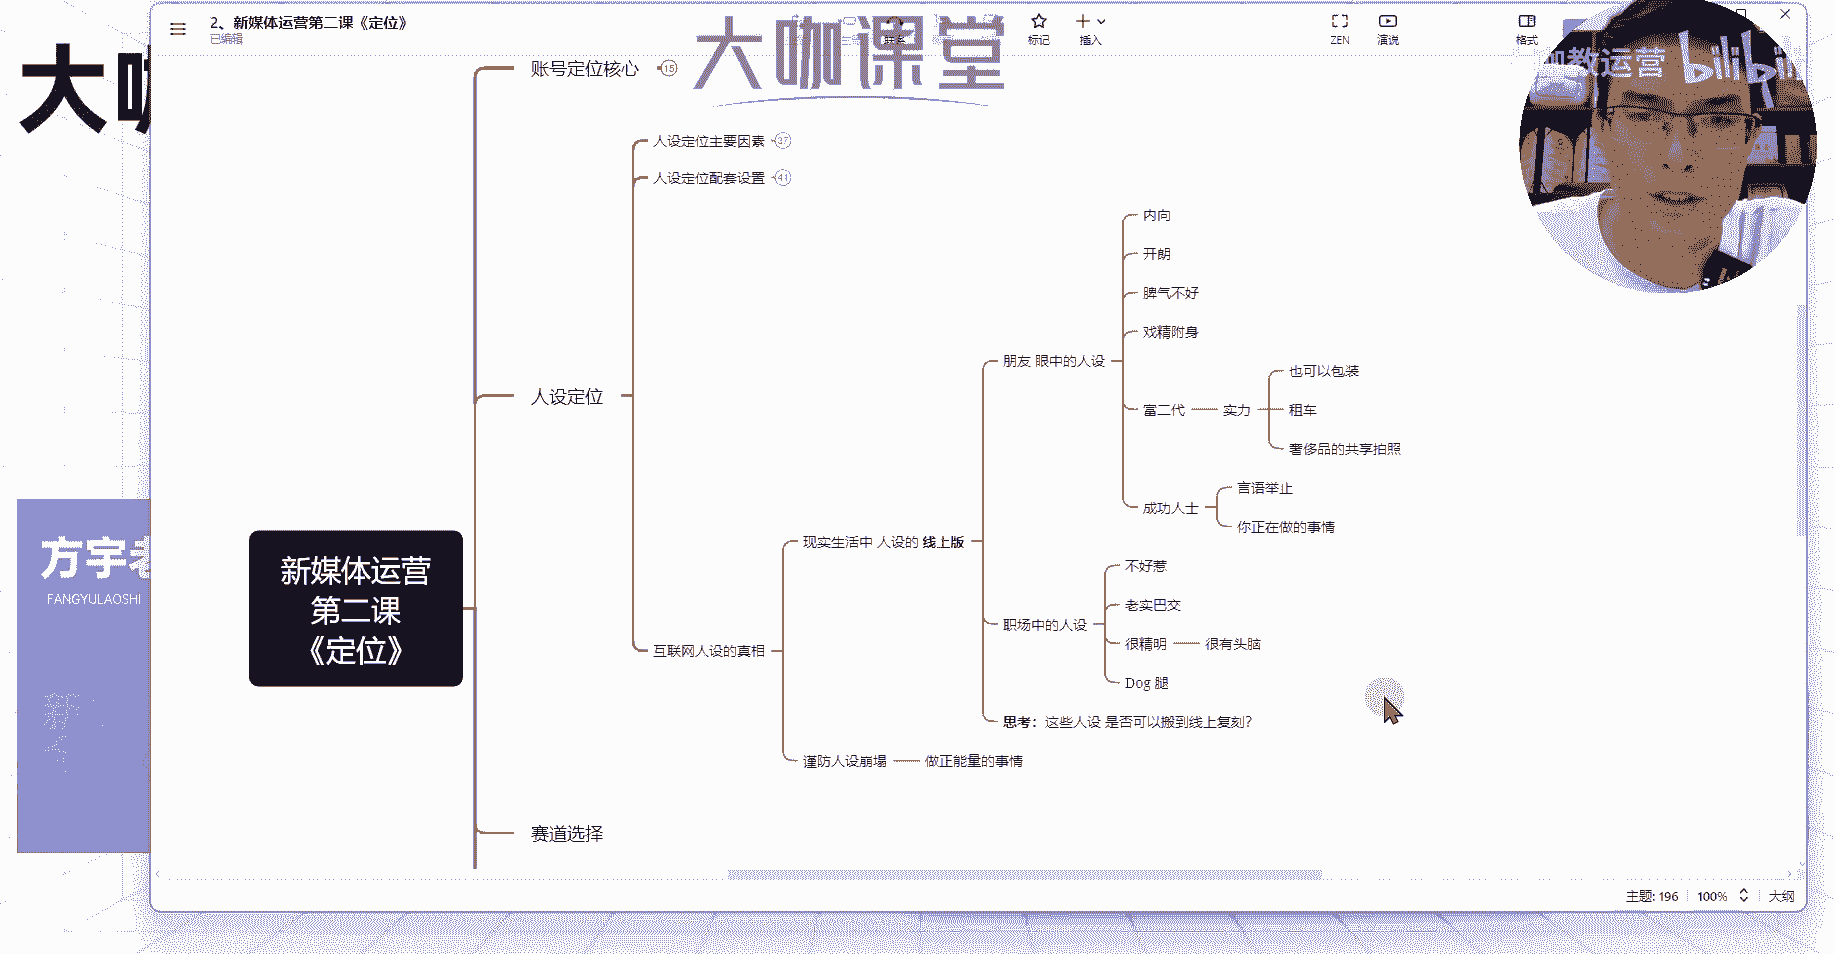 2、新媒体运营第二课《定位》
已编辑
标记
插入
ZEN
演说
格式
大咖课堂
咖教运营 bilibili
大咖
账号定位核心 15
人设定位主要因素 37
人设定位配套设置 41
内向
开朗
脾气不好
戏精附身
朋友 眼中的人设
也可以包装
人设定位
富二代 实力 租车
奢侈品的共享拍照
言语举止
成功人士
你正在做的事情
现实生活中 人设的 线上版
不好惹
新媒体运营
第二课
《定位》
老实巴交
职场中的人设
很精明 很有头脑
互联网人设的真相
Dog 腿
思考：这些人设 是否可以搬到线上复刻?
谨防人设崩塌 做正能量的事情
赛道选择
方宇老
FANGYULAOSHI
新
主题: 196
100%
大纲